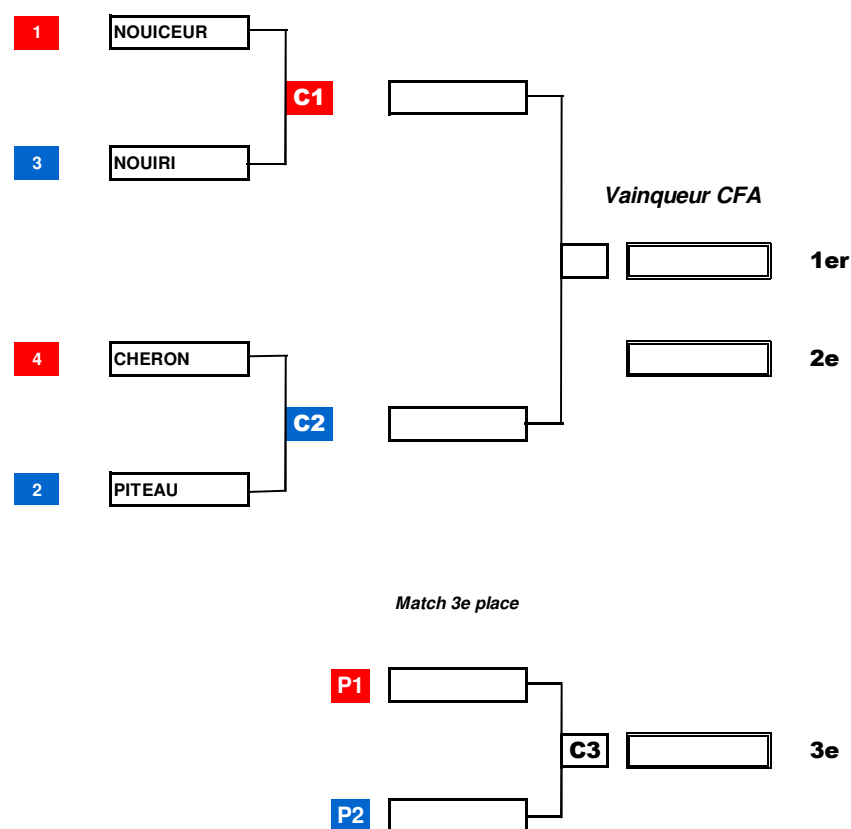 1 NOUICEUR
C1
3 NOUIRI
Vainqueur CFA
1er
4 CHERON
2e
C2
2 PITEAU
Match 3e place
P1
C3 3e
P2